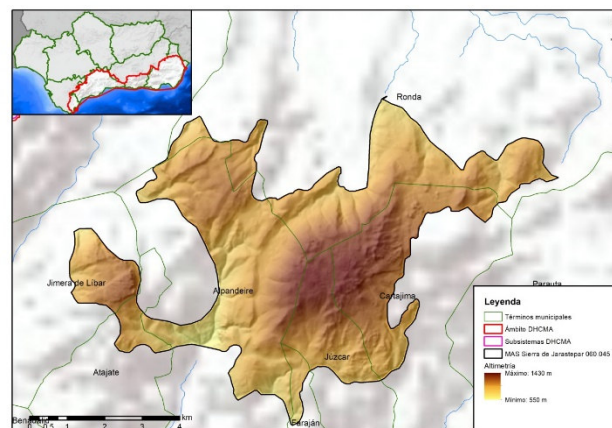 Ronda
Jimera de Líbar
Alpandeire
Cartajima
Parauta
Júzcar
Atajate
Faraján
Benadalid
km
0 0,5 1 2 3 4
Leyenda
Términos municipales
Ámbito DHCMA
Subsistemas DHCMA
MAS Sierra de Jarastepar 060.045
Altimetría
Máximo: 1430 m
Mínimo: 550 m